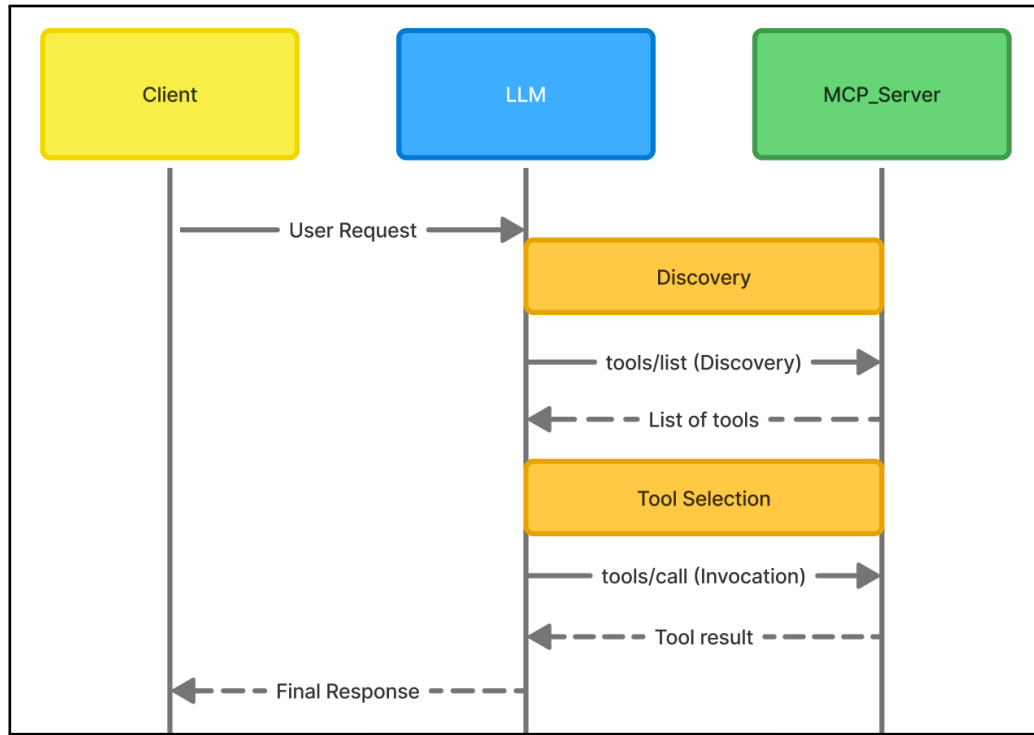 Client
LLM
MCP_Server
User Request
Discovery
tools/list (Discovery)
List of tools
Tool Selection
tools/call (Invocation)
Tool result
Final Response